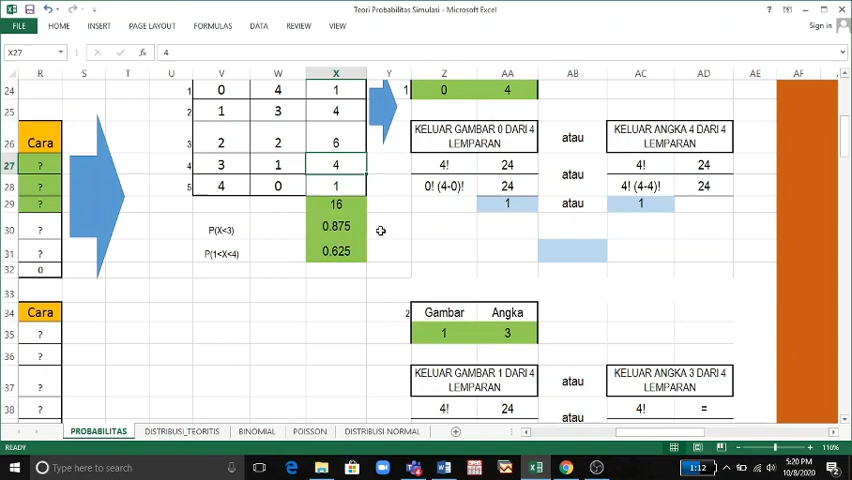 Teori Probabilitas Simulasi - Microsoft Excel
FILE HOME INSERT PAGE LAYOUT FORMULAS DATA REVIEW VIEW Sign in
X27 fx 4
R S T U V W X Y Z AA AB AC AD AE AF
24 1 0 4 1 1 0 4
25 2 1 3 4
26 Cara 3 2 2 6 KELUAR GAMBAR 0 DARI 4 LEMPARAN atau KELUAR ANGKA 4 DARI 4 LEMPARAN
27 ? 4 3 1 4 4! 24 atau 4! 24
28 ? 5 4 0 1 0! (4-0)! 24 4! (4-4)! 24
29 ? 16 1 atau 1
30 ? P(X<3) 0.875
31 ? P(1<X<4) 0.625
32 0
33
34 Cara 2 Gambar Angka
35 ? 1 3
36 ?
37 ? KELUAR GAMBAR 1 DARI 4 LEMPARAN atau KELUAR ANGKA 3 DARI 4 LEMPARAN
38 ? 4! 24 atau 4! =
PROBABILITAS DISTRIBUSI_TEORITIS BINOMIAL POISSON DISTRIBUSI NORMAL
READY 110%
Type here to search 1:12 5:20 PM
10/8/2020 2